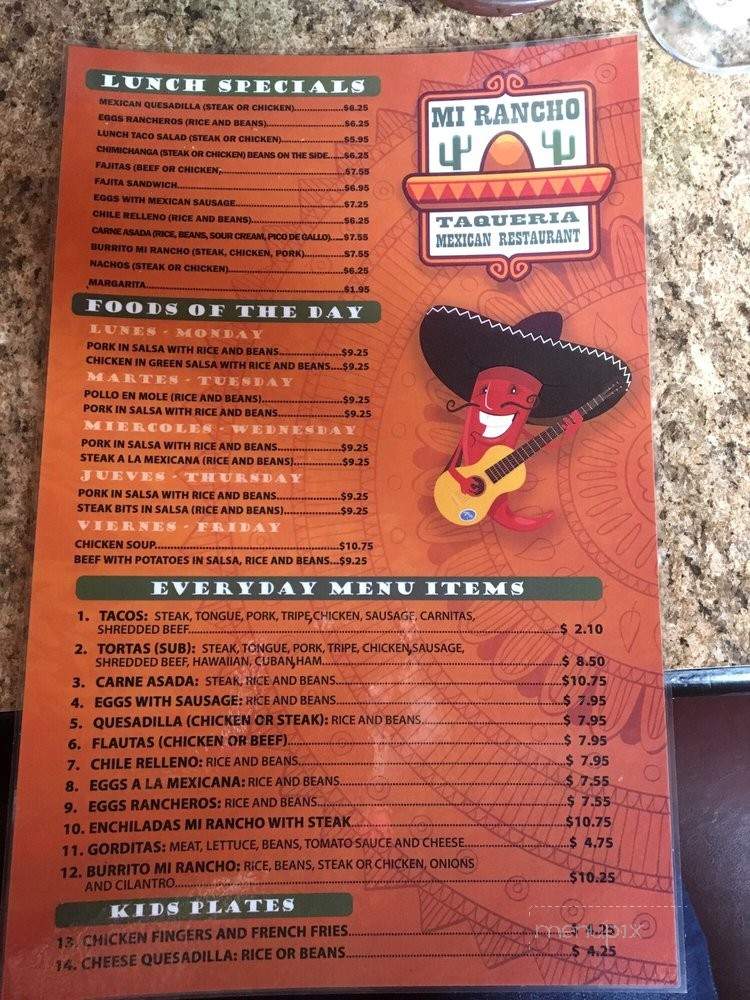 LUNCH SPECIALS
MEXICAN QUESADILLA (STEAK OR CHICKEN)....................$6.25
EGGS RANCHEROS (RICE AND BEANS)....................$6.25
LUNCH TACO SALAD (STEAK OR CHICKEN)....................$5.95
CHIMICHANGA (STEAK OR CHICKEN) BEANS ON THE SIDE......$6.25
FAJITAS (BEEF OR CHICKEN;....................$7.55
FAJITA SANDWICH....................$6.95
EGGS WITH MEXICAN SAUSAGE....................$7.25
CHILE RELLENO (RICE AND BEANS)....................$6.25
CARNE ASADA (RICE, BEANS, SOUR CREAM, PICO DE GALLO)....$7.55
BURRITO MI RANCHO (STEAK, CHICKEN, PORK)............$7.55
NACHOS (STEAK OR CHICKEN)....................$6.25
MARGARITA....................$1.95
MI RANCHO
TAQUERIA
MEXICAN RESTAURANT
FOODS OF THE DAY
LUNES - MONDAY
PORK IN SALSA WITH RICE AND BEANS....................$9.25
CHICKEN IN GREEN SALSA WITH RICE AND BEANS....$9.25
MARTES - TUESDAY
POLLO EN MOLE (RICE AND BEANS)....................$9.25
PORK IN SALSA WITH RICE AND BEANS....................$9.25
MIERCOLES - WEDNESDAY
PORK IN SALSA WITH RICE AND BEANS....................$9.25
STEAK A LA MEXICANA (RICE AND BEANS)..............$9.25
JUEVES - THURSDAY
PORK IN SALSA WITH RICE AND BEANS....................$9.25
STEAK BITS IN SALSA (RICE AND BEANS)....................$9.25
VIERNES - FRIDAY
CHICKEN SOUP....................$10.75
BEEF WITH POTATOES IN SALSA, RICE AND BEANS...$9.25
EVERYDAY MENU ITEMS
1. TACOS: STEAK, TONGUE, PORK, TRIPE,CHICKEN, SAUSAGE, CARNITAS,
SHREDDED BEEF....................$ 2.10
2. TORTAS (SUB): STEAK, TONGUE, PORK, TRIPE, CHICKEN,SAUSAGE,
SHREDDED BEEF, HAWAIIAN, CUBAN,HAM....................$ 8.50
3. CARNE ASADA: STEAK, RICE AND BEANS....................$10.75
4. EGGS WITH SAUSAGE: RICE AND BEANS....................$ 7.95
5. QUESADILLA (CHICKEN OR STEAK): RICE AND BEANS....................$ 7.95
6. FLAUTAS (CHICKEN OR BEEF)....................$ 7.95
7. CHILE RELLENO: RICE AND BEANS....................$ 7.95
8. EGGS A LA MEXICANA: RICE AND BEANS....................$ 7.55
9. EGGS RANCHEROS: RICE AND BEANS....................$ 7.55
10. ENCHILADAS MI RANCHO WITH STEAK....................$10.75
11. GORDITAS: MEAT, LETTUCE, BEANS, TOMATO SAUCE AND CHEESE....................$ 4.75
12. BURRITO MI RANCHO: RICE, BEANS, STEAK OR CHICKEN, ONIONS
AND CILANTRO....................$10.25
KIDS PLATES
13. CHICKEN FINGERS AND FRENCH FRIES....................$ 4.25
14. CHEESE QUESADILLA: RICE OR BEANS....................$ 4.25
menupix